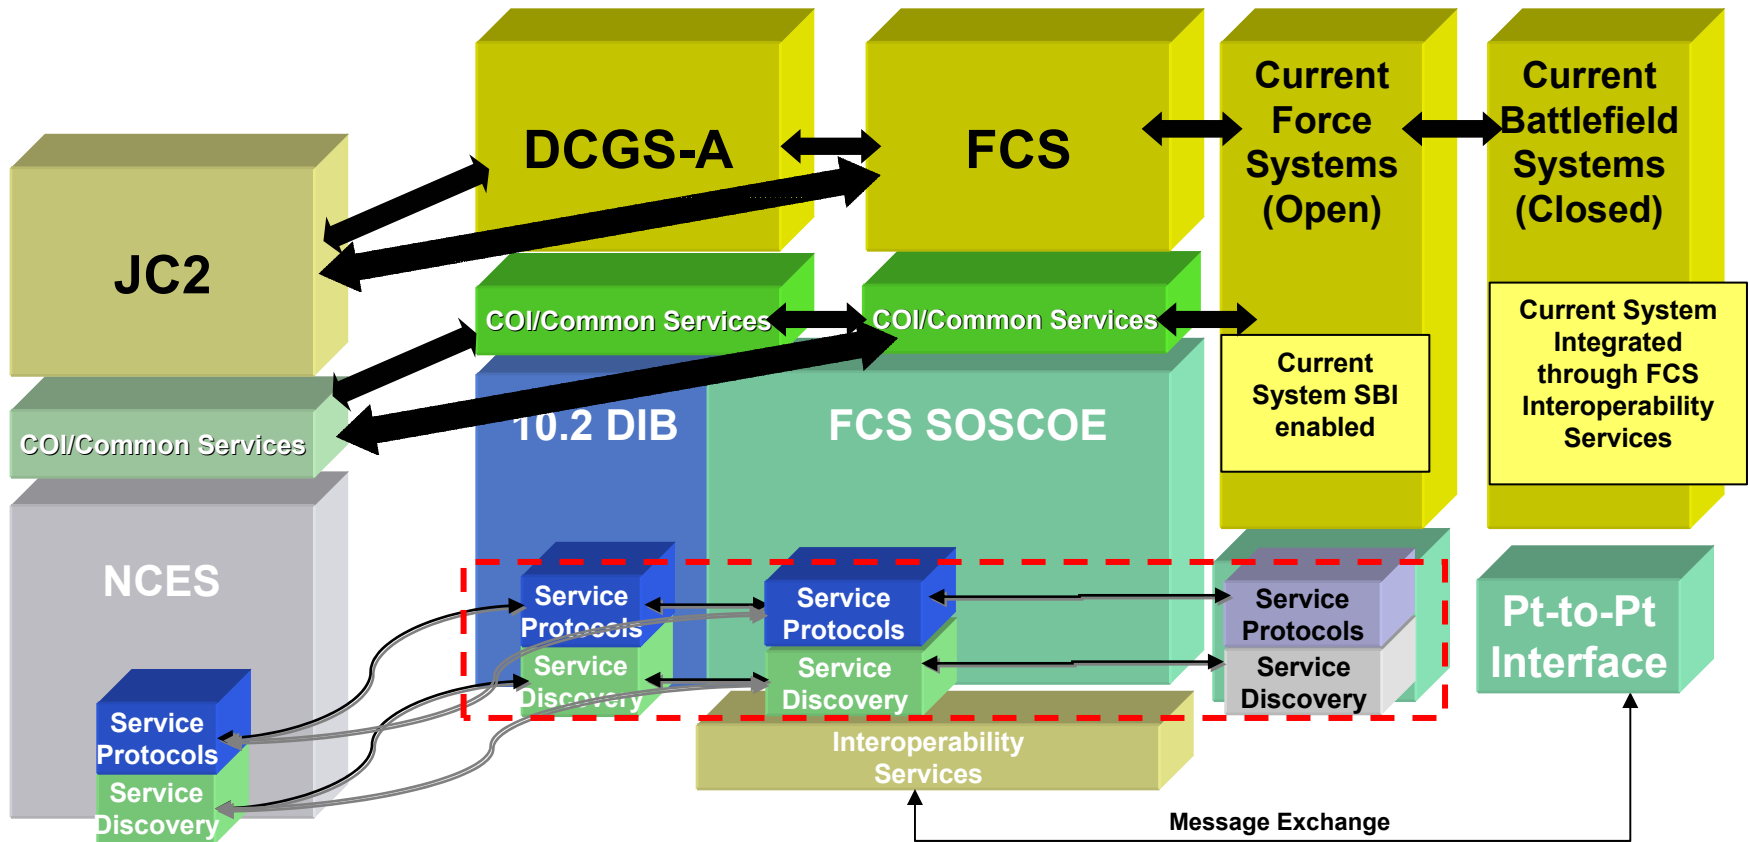 JC2
COI/Common Services
NCES
Service
Protocols
Service
Discovery
DCGS-A
COI/Common Services
10.2 DIB
Service
Protocols
Service
Discovery
FCS
COI/Common Services
FCS SOSCOE
Service
Protocols
Service
Discovery
Interoperability
Services
Current
Force
Systems
(Open)
Current
System SBI
enabled
Service
Protocols
Service
Discovery
Current
Battlefield
Systems
(Closed)
Current System
Integrated
through FCS
Interoperability
Services
Pt-to-Pt
Interface
Message Exchange